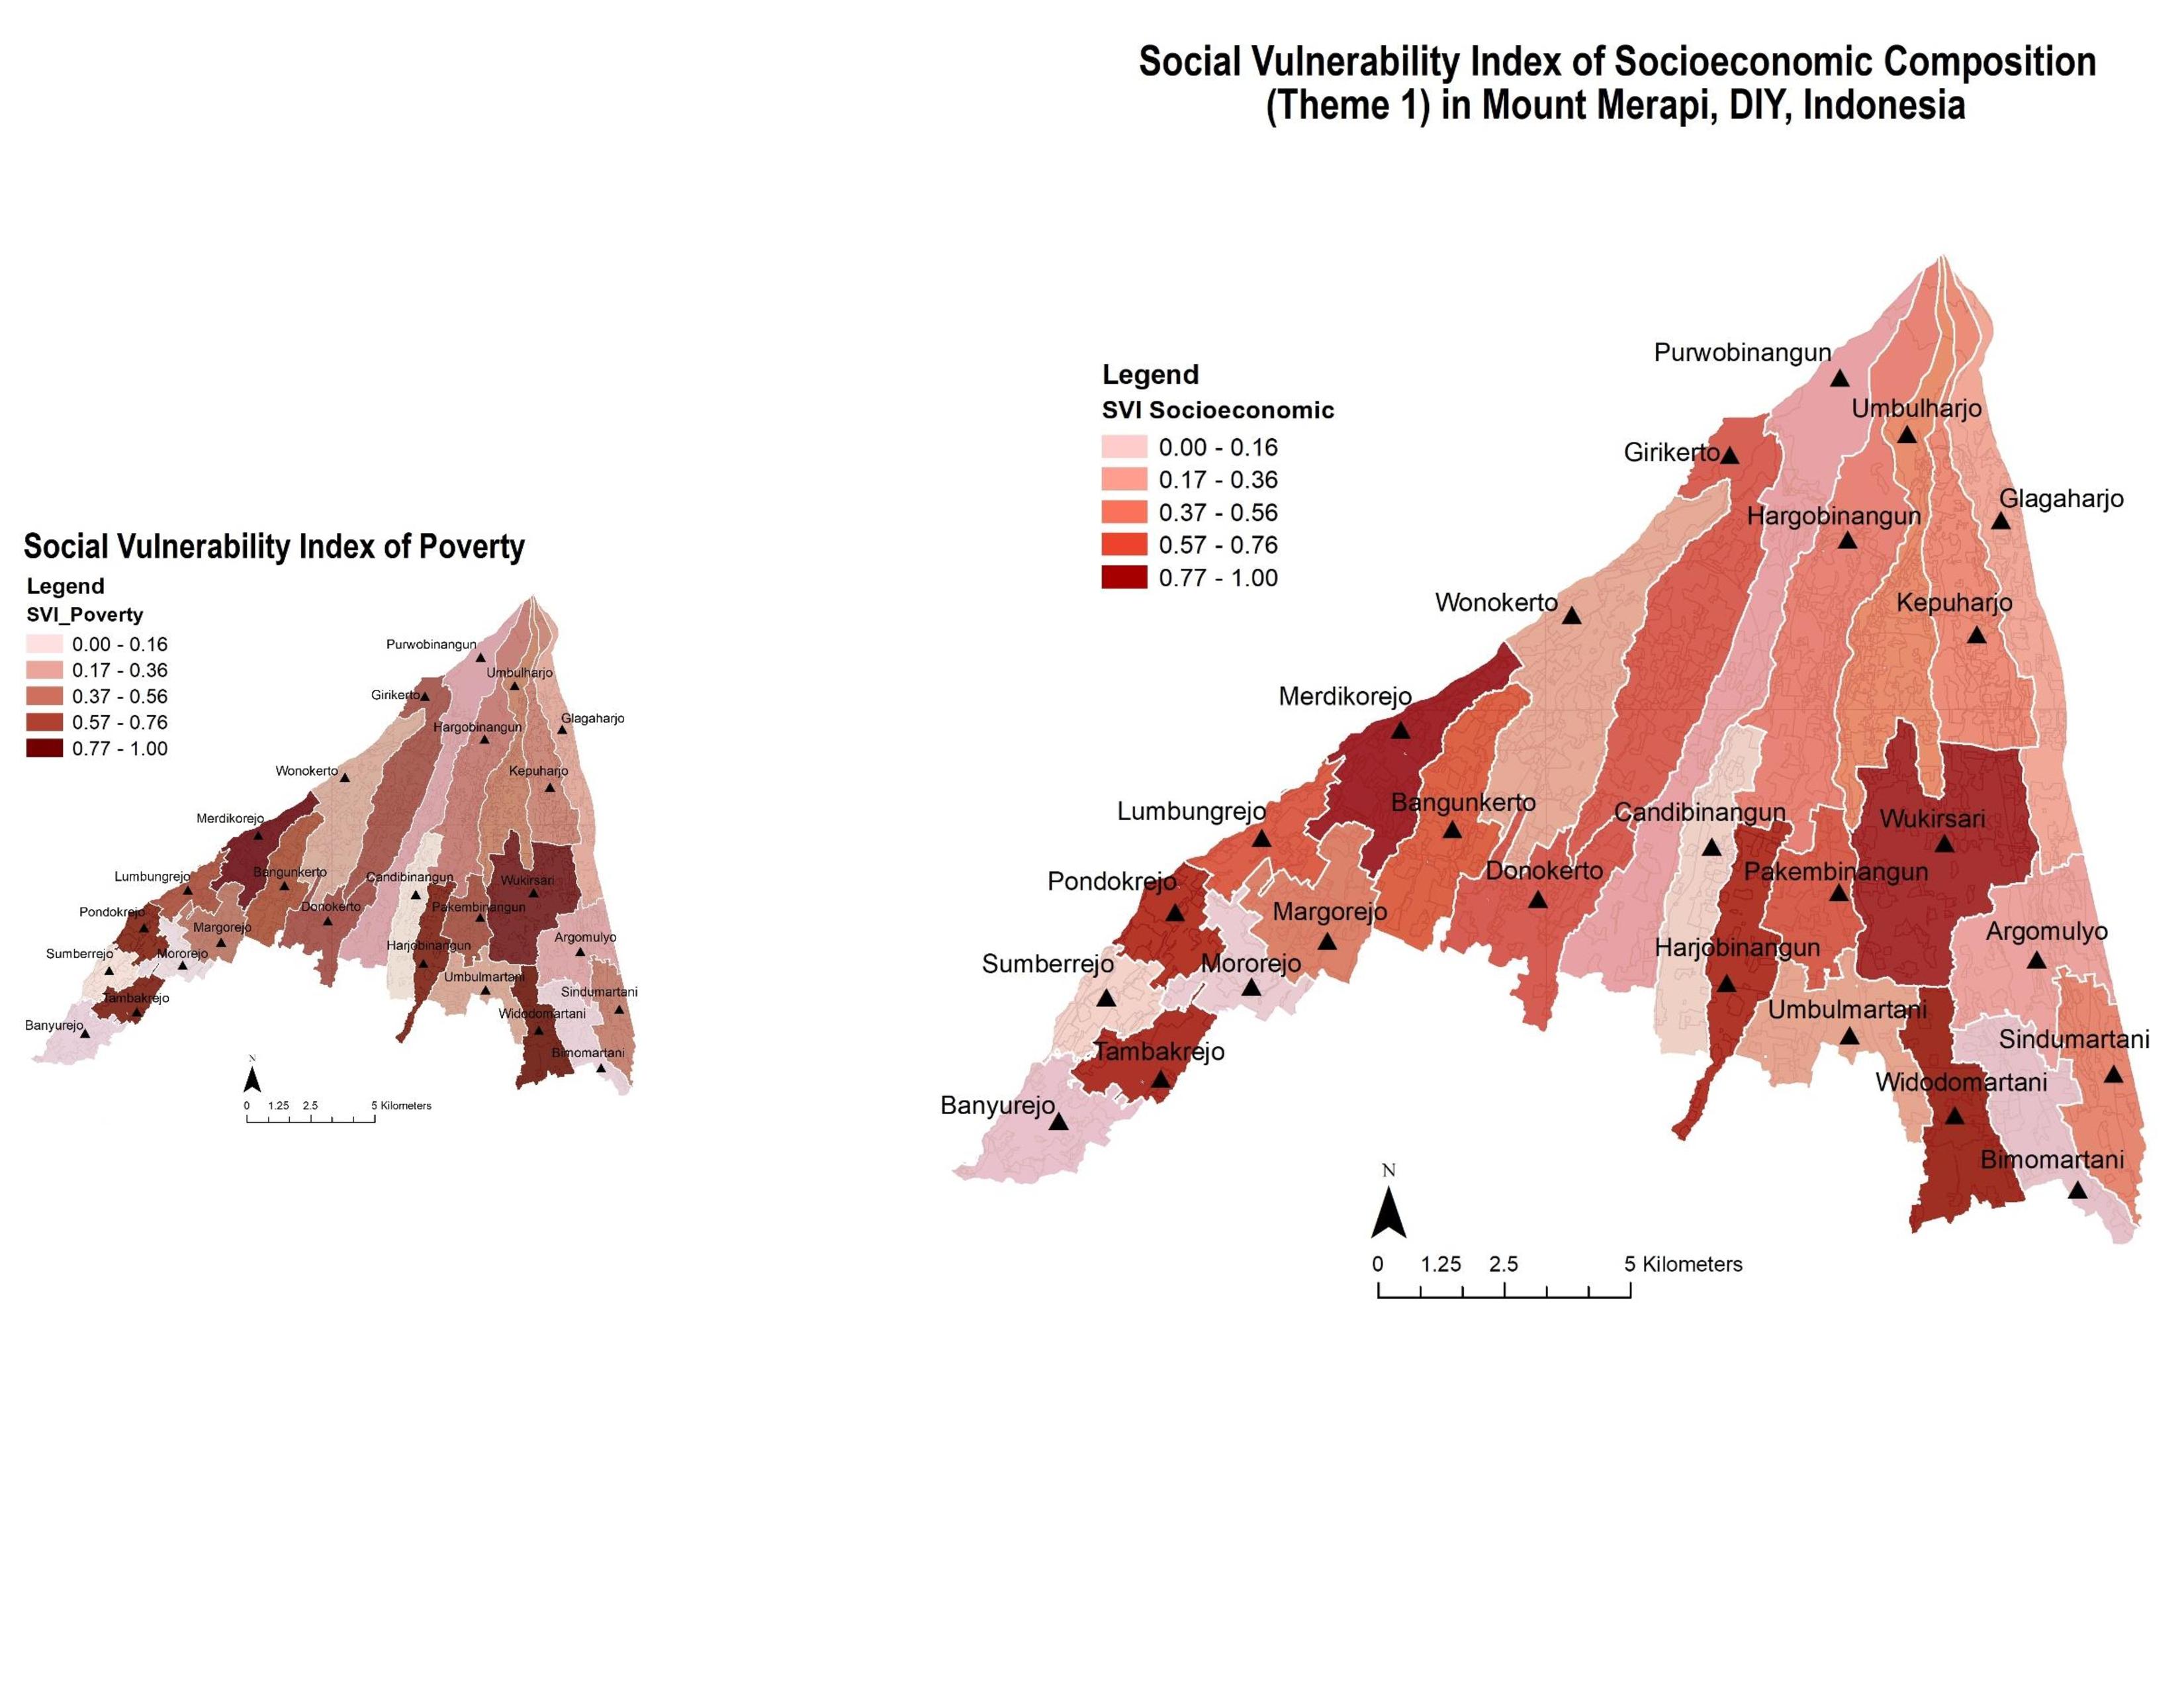 Social Vulnerability Index of Socioeconomic Composition
(Theme 1) in Mount Merapi, DIY, Indonesia
Social Vulnerability Index of Poverty
Legend
SVI_Poverty
0.00 - 0.16
0.17 - 0.36
0.37 - 0.56
0.57 - 0.76
0.77 - 1.00
Purwobinangun
Umbulharjo
Girikerto
Glagaharjo
Hargobinangun
Kepuharjo
Wonokerto
Merdikorejo
Bangunkerto
Lumbungrejo
Candibinangun
Wukirsari
Donokerto
Pakembinangun
Pondokrejo
Margorejo
Argomulyo
Harjobinangun
Sumberrejo
Mororejo
Umbulmartani
Sindumartani
Tambakrejo
Widodomartani
Banyurejo
Bimomartani
N
0 1.25 2.5 5 Kilometers
Legend
SVI Socioeconomic
0.00 - 0.16
0.17 - 0.36
0.37 - 0.56
0.57 - 0.76
0.77 - 1.00
Purwobinangun
Umbulharjo
Girikerto
Glagaharjo
Hargobinangun
Kepuharjo
Wonokerto
Merdikorejo
Bangunkerto
Lumbungrejo
Candibinangun
Wukirsari
Donokerto
Pakembinangun
Pondokrejo
Margorejo
Argomulyo
Harjobinangun
Sumberrejo
Mororejo
Umbulmartani
Sindumartani
Tambakrejo
Widodomartani
Banyurejo
Bimomartani
N
0 1.25 2.5 5 Kilometers